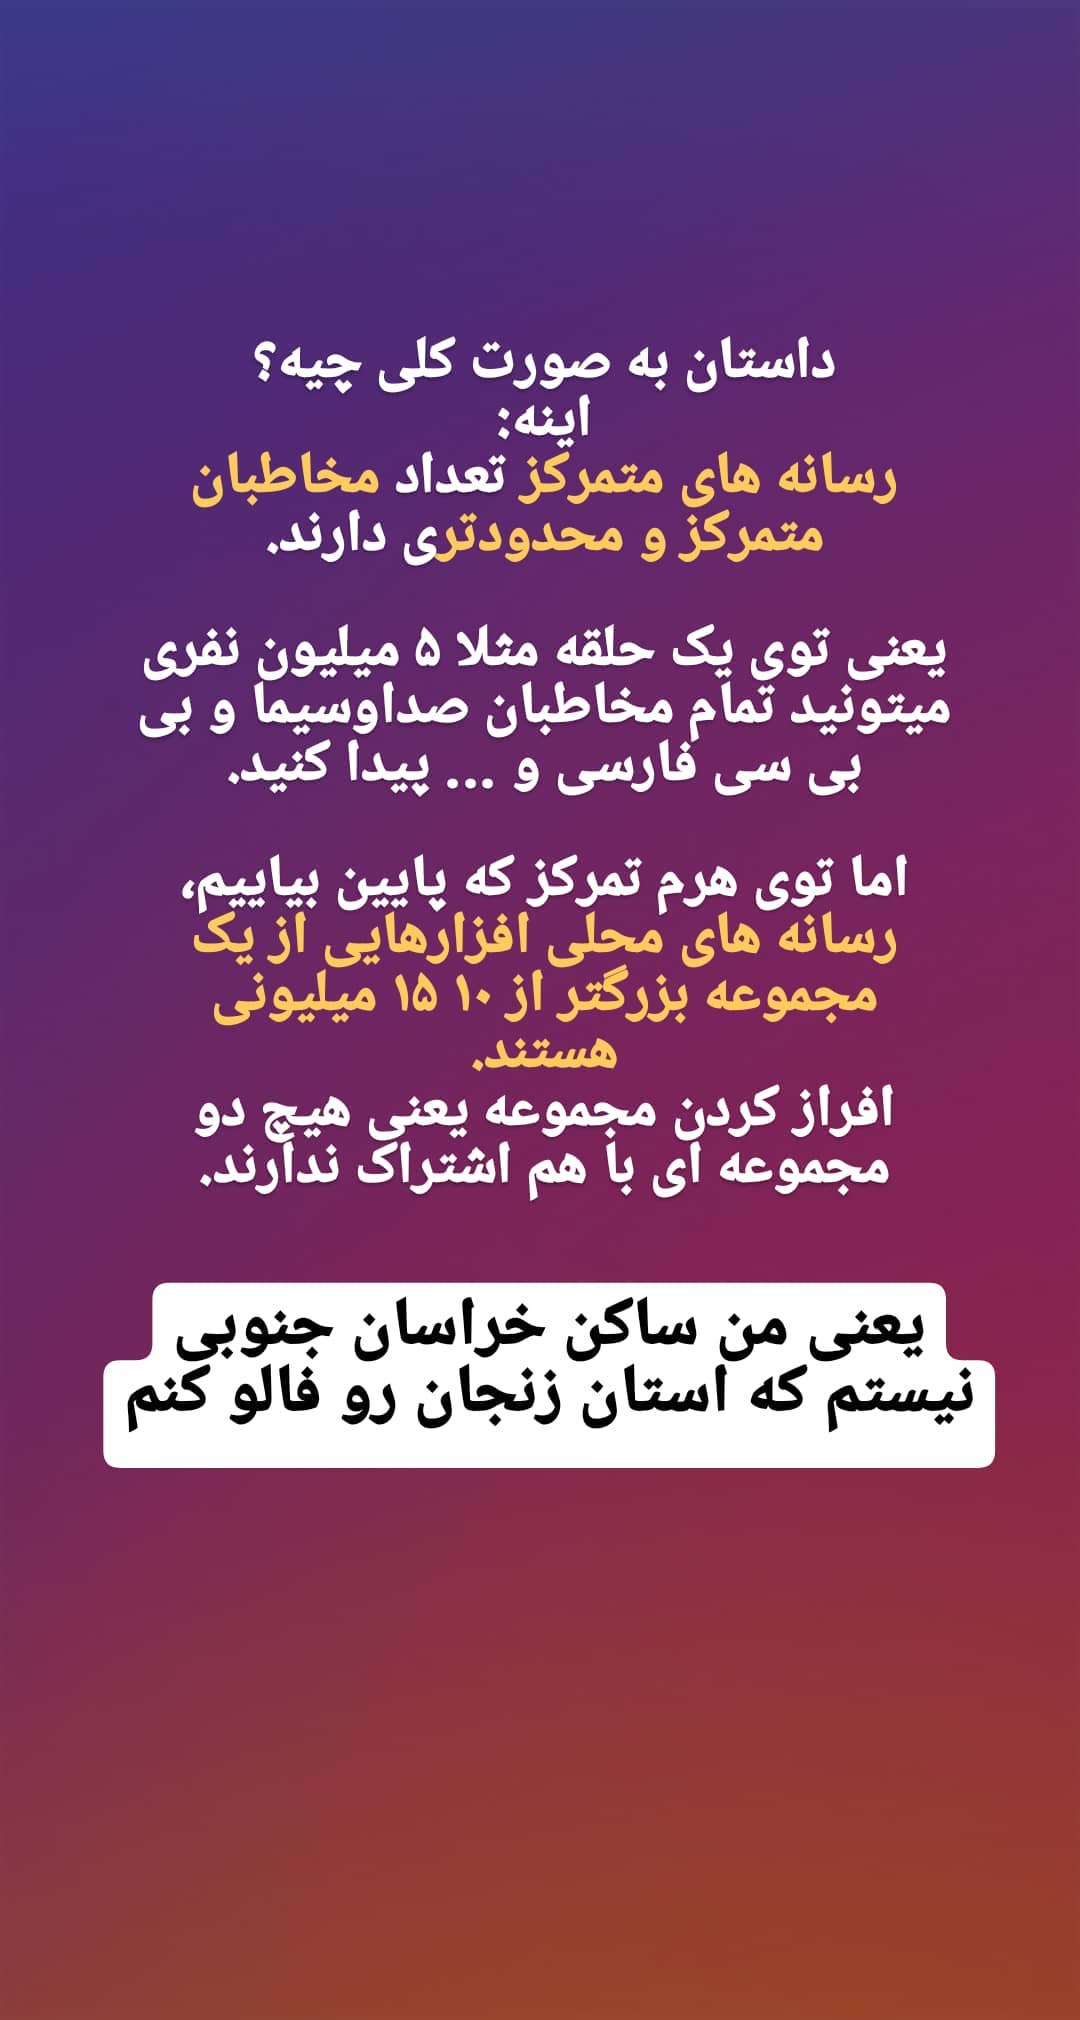 داستان به صورت کلی چیه؟
اینه:
رسانه های متمرکز تعداد مخاطبان
متمرکز و محدودتری دارند.
یعنی توی یک حلقه مثلا ۵ میلیون نفری
میتونید تمام مخاطبان صداوسیما و بی
بی سی فارسی و ... پیدا کنید.
اما توی هرم تمرکز که پایین بیاییم،
رسانه های محلی افزارهایی از یک
مجموعه بزرگتر از ۱۰ ۱۵ میلیونی
هستند.
افراز کردن مجموعه یعنی هیچ دو
مجموعه ای با هم اشتراک ندارند.
یعنی من ساکن خراسان جنوبی
نیستم که استان زنجان رو فالو کنم